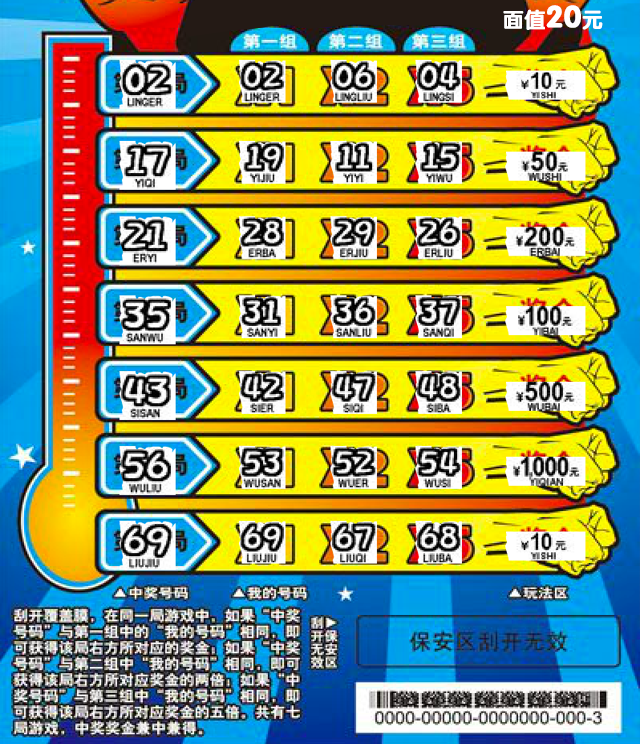 面值20元
第一组 第二组 第三组
02 02 06 04 ¥10元
LINGER LINGER LINGLIU LINGSI YISHI
17 19 11 15 ¥50元
YIQI YIJIU YIYI YIWU WUSHI
21 28 29 26 ¥200元
ERYI ERBA ERJIU ERLIU ERBAI
35 31 36 37 ¥100元
SANWU SANYI SANLIU SANQI YIBAI
43 42 47 48 ¥500元
SISAN SIER SIQI SIBA WUBAI
56 53 52 54 ¥1000元
WULIU WUSAN WUER WUSI YIQIAN
69 69 67 68 ¥10元
LIUJIU LIUJIU LIUQI LIUBA YISHI
▲中奖号码 ▲我的号码 ▲玩法区
刮开覆盖膜，在同一局游戏中，如果“中奖
号码”与第一组中的“我的号码”相同，即
可获得该局右方所对应的奖金；如果“中奖
号码”与第二组中“我的号码”相同，即可
获得该局右方所对应奖金的两倍；如果“中
奖号码”与第三组中“我的号码”相同，即
可获得该局右方所对应奖金的五倍。共有七
局游戏，中奖奖金兼中兼得。
刮▶
开保
无安
效区
保安区刮开无效
0000-00000-0000000-000-3